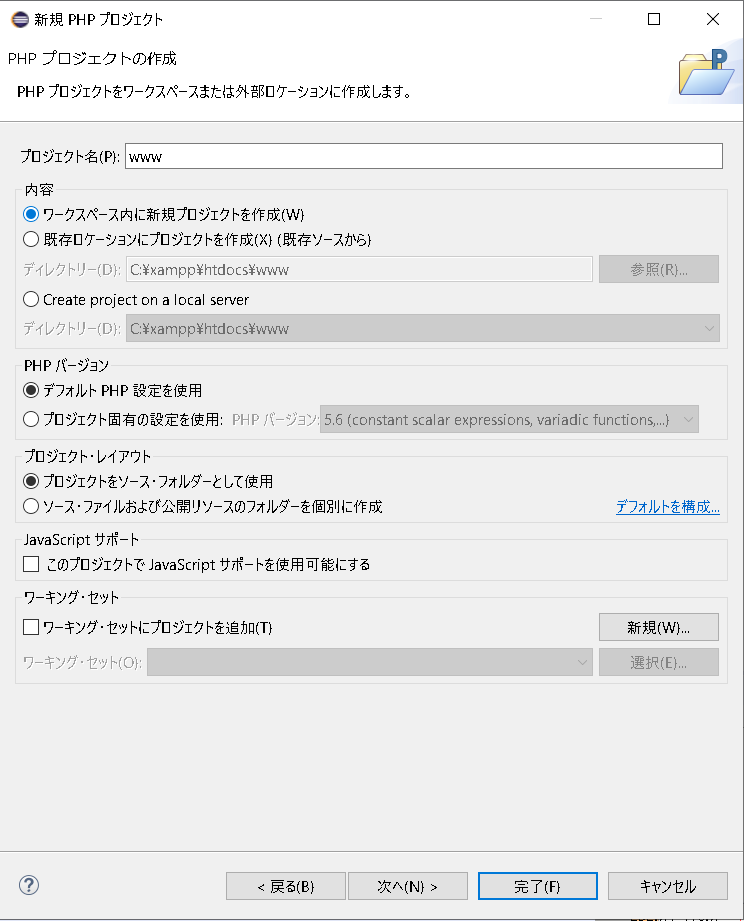 新規 PHP プロジェクト
PHP プロジェクトの作成
PHP プロジェクトをワークスペースまたは外部ロケーションに作成します。
プロジェクト名(P): www
内容
ワークスペース内に新規プロジェクトを作成(W)
既存ロケーションにプロジェクトを作成(X) (既存ソースから)
ディレクトリー(D): C:¥xampp¥htdocs¥www 参照(R)...
Create project on a local server
ディレクトリー(D): C:¥xampp¥htdocs¥www
PHP バージョン
デフォルト PHP 設定を使用
プロジェクト固有の設定を使用: PHP バージョン: 5.6 (constant scalar expressions, variadic functions,...)
プロジェクト・レイアウト
プロジェクトをソース・フォルダーとして使用
ソース・ファイルおよび公開リソースのフォルダーを個別に作成 デフォルトを構成...
JavaScript サポート
このプロジェクトで JavaScript サポートを使用可能にする
ワーキング・セット
ワーキング・セットにプロジェクトを追加(T) 新規(W)...
ワーキング・セット(O): 選択(E)...
< 戻る(B) 次へ(N) > 完了(F) キャンセル